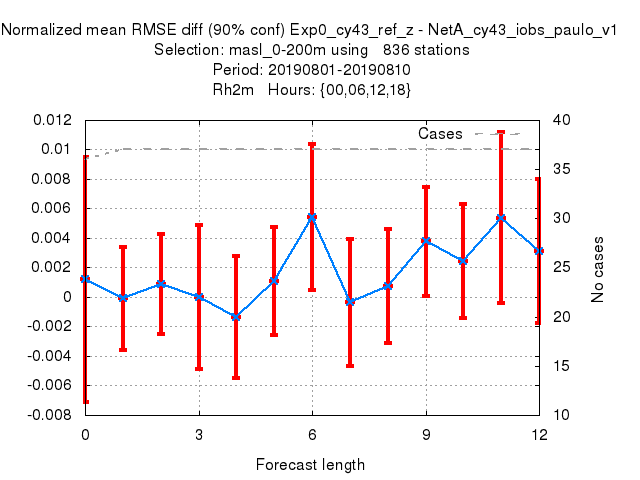 Normalized mean RMSE diff (90% conf) Exp0_cy43_ref_z - NetA_cy43_iobs_paulo_v1
Selection: masl_0-200m using 836 stations
Period: 20190801-20190810
Rh2m Hours: {00,06,12,18}
Cases
0.012
0.01
0.008
0.006
0.004
0.002
0
-0.002
-0.004
-0.006
-0.008
40
35
30
25
20
15
10
No cases
0 3 6 9 12
Forecast length